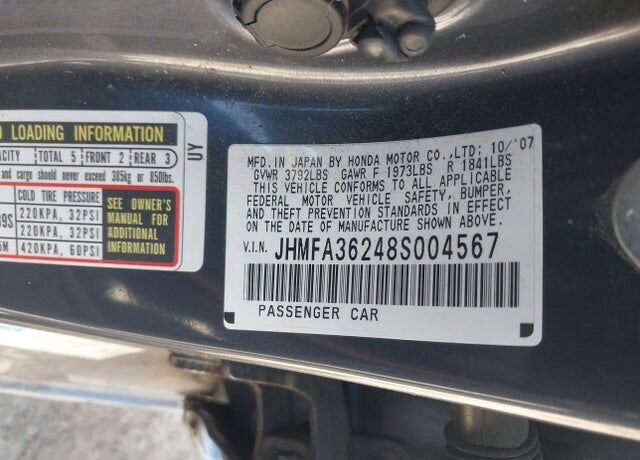 LOADING INFORMATION
TOTAL 5 FRONT 2 REAR 3
and cargo should never exceed 385kg or 850lbs.
COLD TIRE PRESSURE
220KPA, 32PSI
220KPA, 32PSI
420KPA, 60PSI
SEE OWNER'S
MANUAL FOR
ADDITIONAL
INFORMATION
UY
MFD.IN JAPAN BY HONDA MOTOR CO.,LTD; 10/'07
GVWR 3792LBS GAWR F 1973LBS R 1841LBS
THIS VEHICLE CONFORMS TO ALL APPLICABLE
FEDERAL MOTOR VEHICLE SAFETY, BUMPER,
AND THEFT PREVENTION STANDARDS IN EFFECT
ON THE DATE OF MANUFACTURE SHOWN ABOVE.
V.I.N. JHMFA36248S004567
PASSENGER CAR